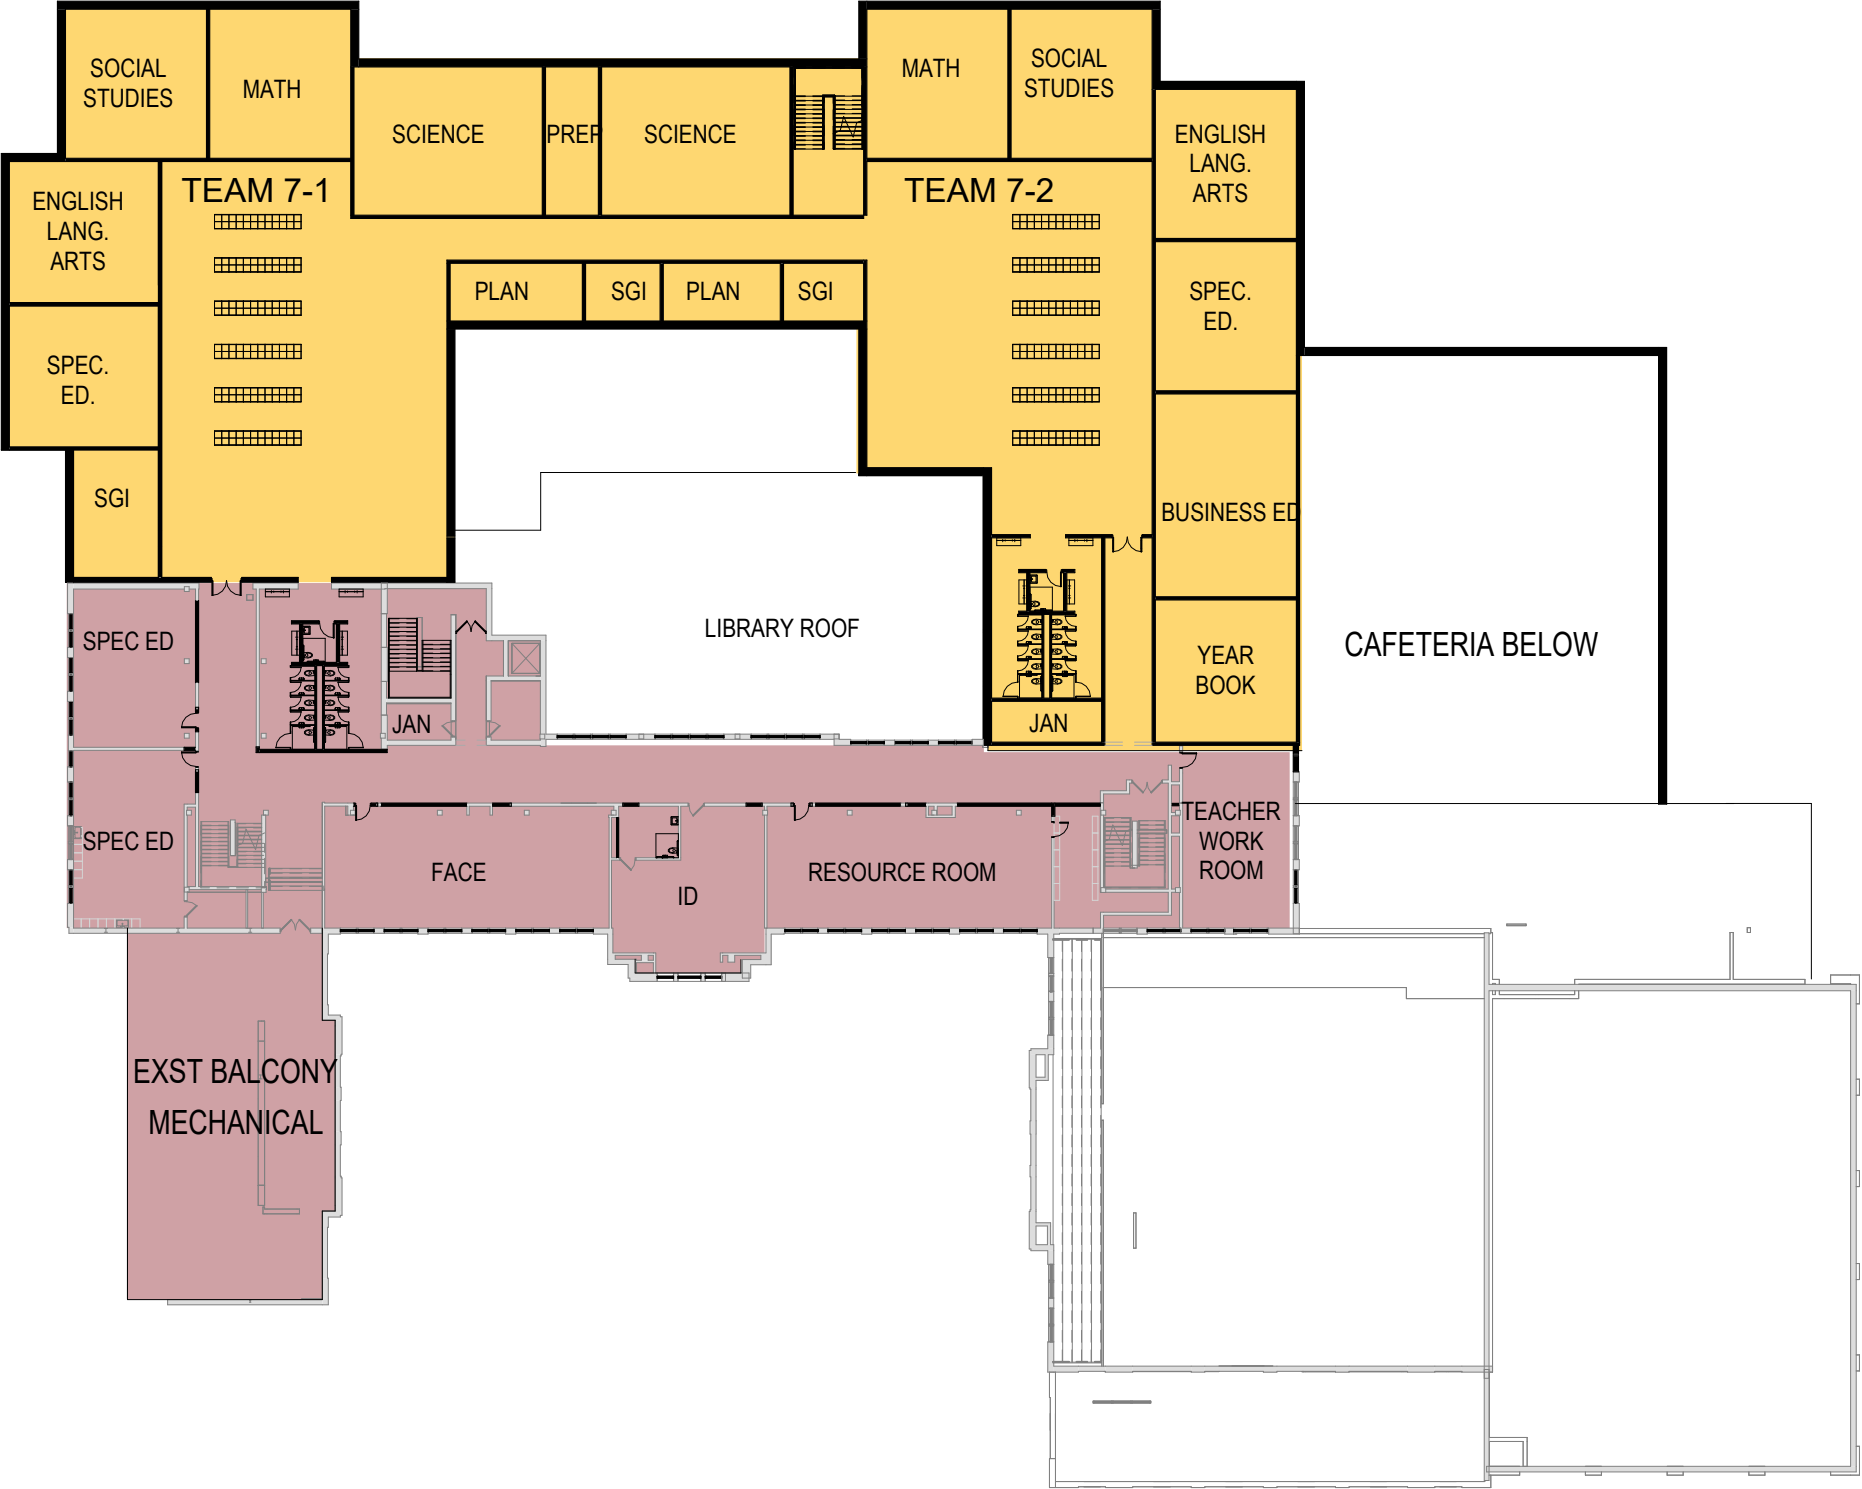 SOCIAL
STUDIES
MATH
SCIENCE
PREP
SCIENCE
MATH
SOCIAL
STUDIES
ENGLISH
LANG.
ARTS
TEAM 7-1
TEAM 7-2
ENGLISH
LANG.
ARTS
PLAN
SGI
PLAN
SGI
SPEC.
ED.
SPEC.
ED.
SGI
BUSINESS ED
SPEC ED
LIBRARY ROOF
YEAR
BOOK
CAFETERIA BELOW
JAN
JAN
SPEC ED
FACE
ID
RESOURCE ROOM
TEACHER
WORK
ROOM
EXST BALCONY
MECHANICAL